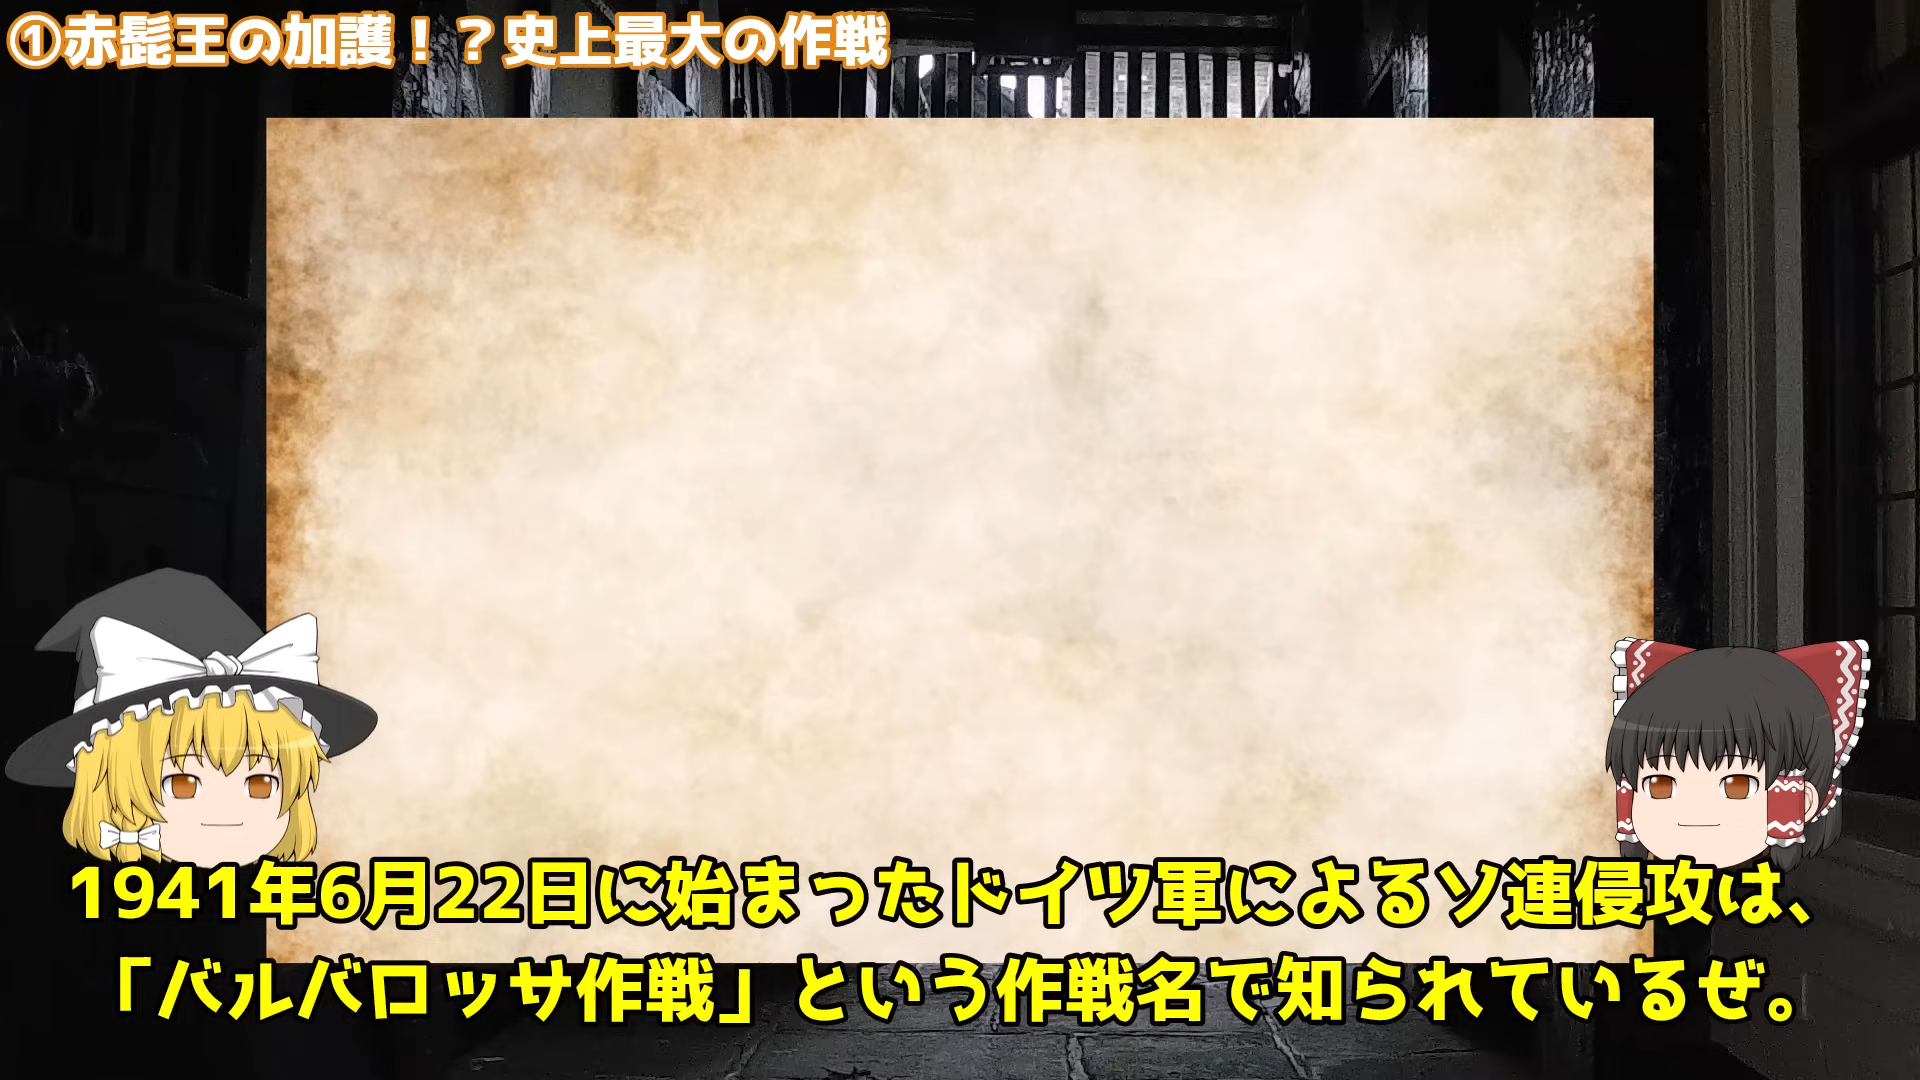 ①赤髭王の加護！？史上最大の作戦
1941年6月22日に始まったドイツ軍によるソ連侵攻は、
「バルバロッサ作戦」という作戦名で知られているぜ。